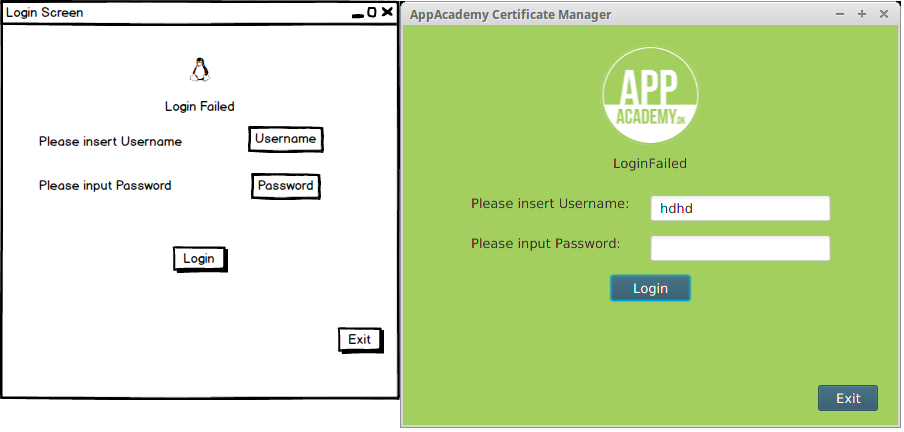 Login Screen
Login Failed
Please insert Username
Username
Please input Password
Password
Login
Exit
AppAcademy Certificate Manager
APP
ACADEMY.DK
LoginFailed
Please insert Username:
hdhd
Please input Password:
Login
Exit